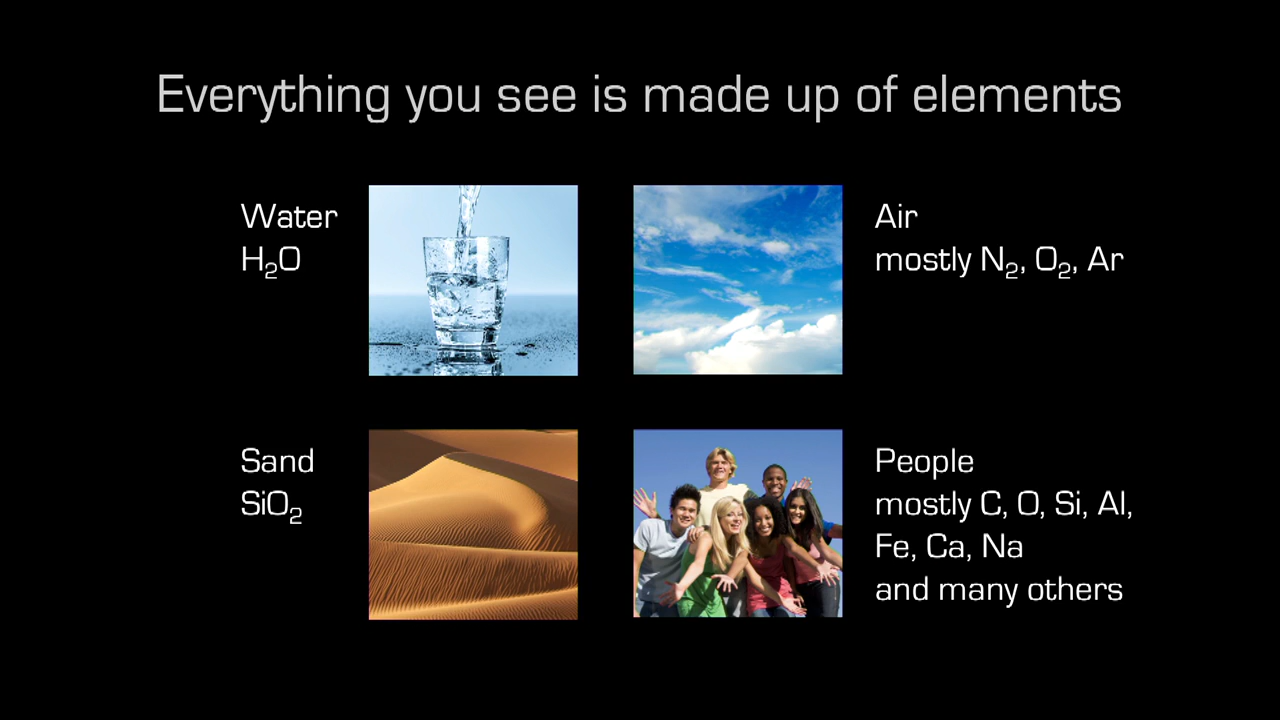 Everything you see is made up of elements
Water
H₂O
Air
mostly N₂, O₂, Ar
Sand
SiO₂
People
mostly C, O, Si, Al,
Fe, Ca, Na
and many others